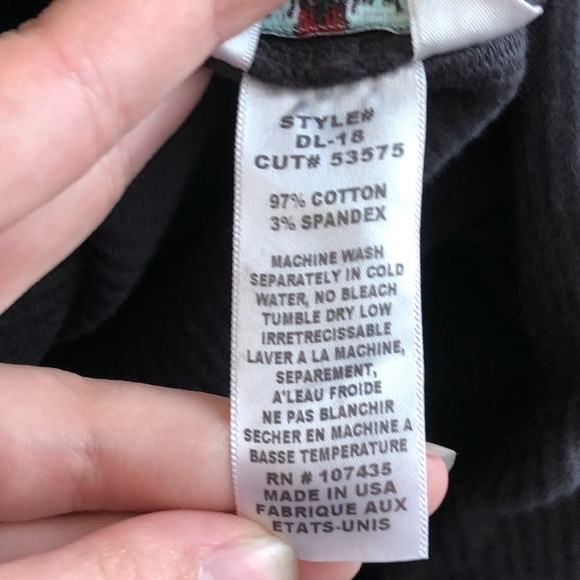 STYLE#
DL-18
CUT# 53575
97% COTTON
3% SPANDEX
MACHINE WASH
SEPARATELY IN COLD
WATER, NO BLEACH
TUMBLE DRY LOW
IRRETRECISSABLE
LAVER A LA MACHINE,
SEPAREMENT,
A'LEAU FROIDE
NE PAS BLANCHIR
SECHER EN MACHINE A
BASSE TEMPERATURE
RN # 107435
MADE IN USA
FABRIQUE AUX
ETATS-UNIS